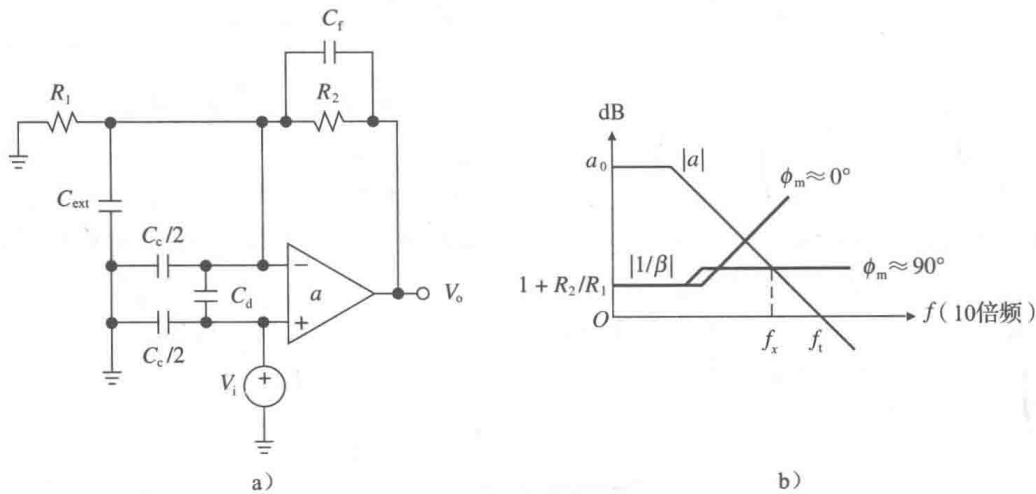 C_f
R_1
R_2
C_ext
C_c/2
C_d
C_c/2
−
a
+
V_o
V_i
+
a)
dB
a_0
|a|
ϕ_m≈0°
|1/β|
ϕ_m≈90°
1 + R_2/R_1
O
f_x
f_t
f(10倍频)
b)